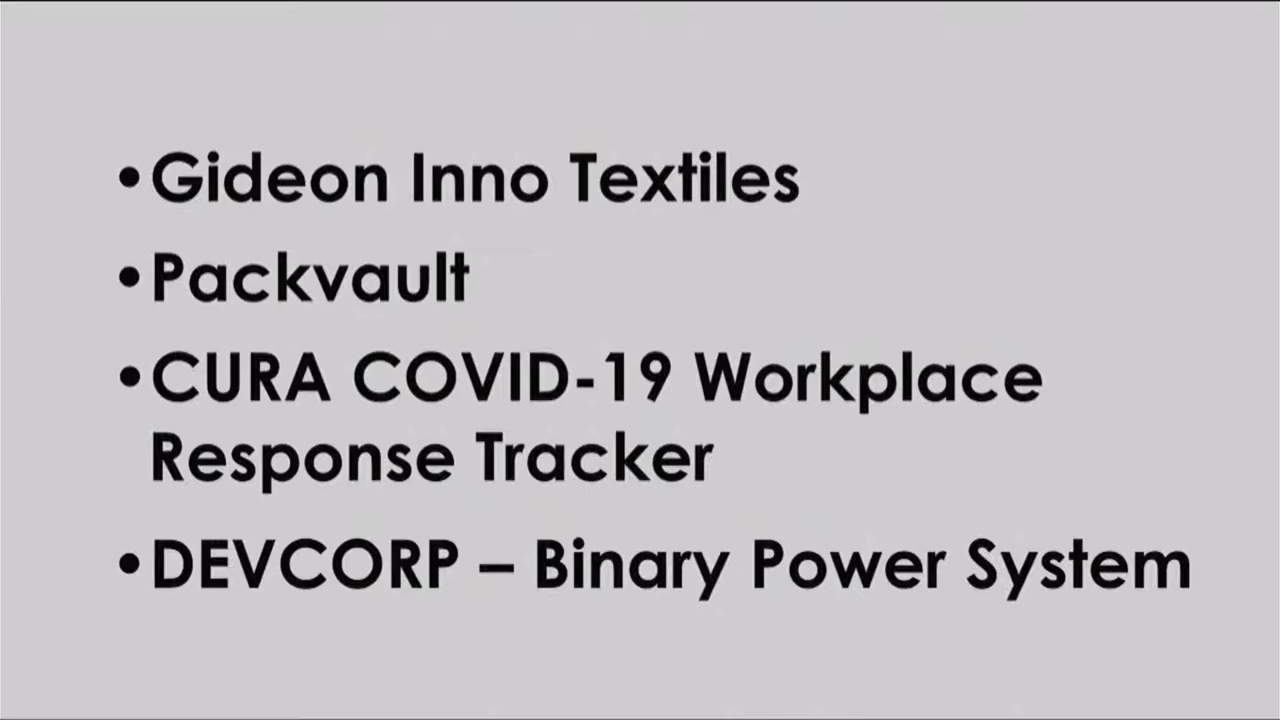 •Gideon Inno Textiles
•Packvault
•CURA COVID-19 Workplace
Response Tracker
•DEVCORP – Binary Power System